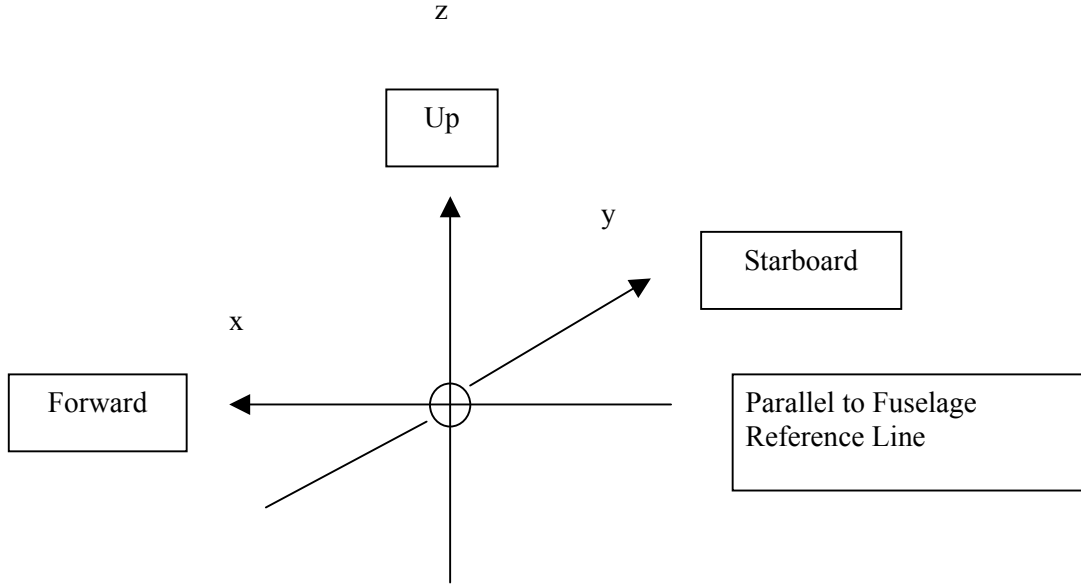 z
Up
y
Starboard
x
Forward
Parallel to Fuselage
Reference Line